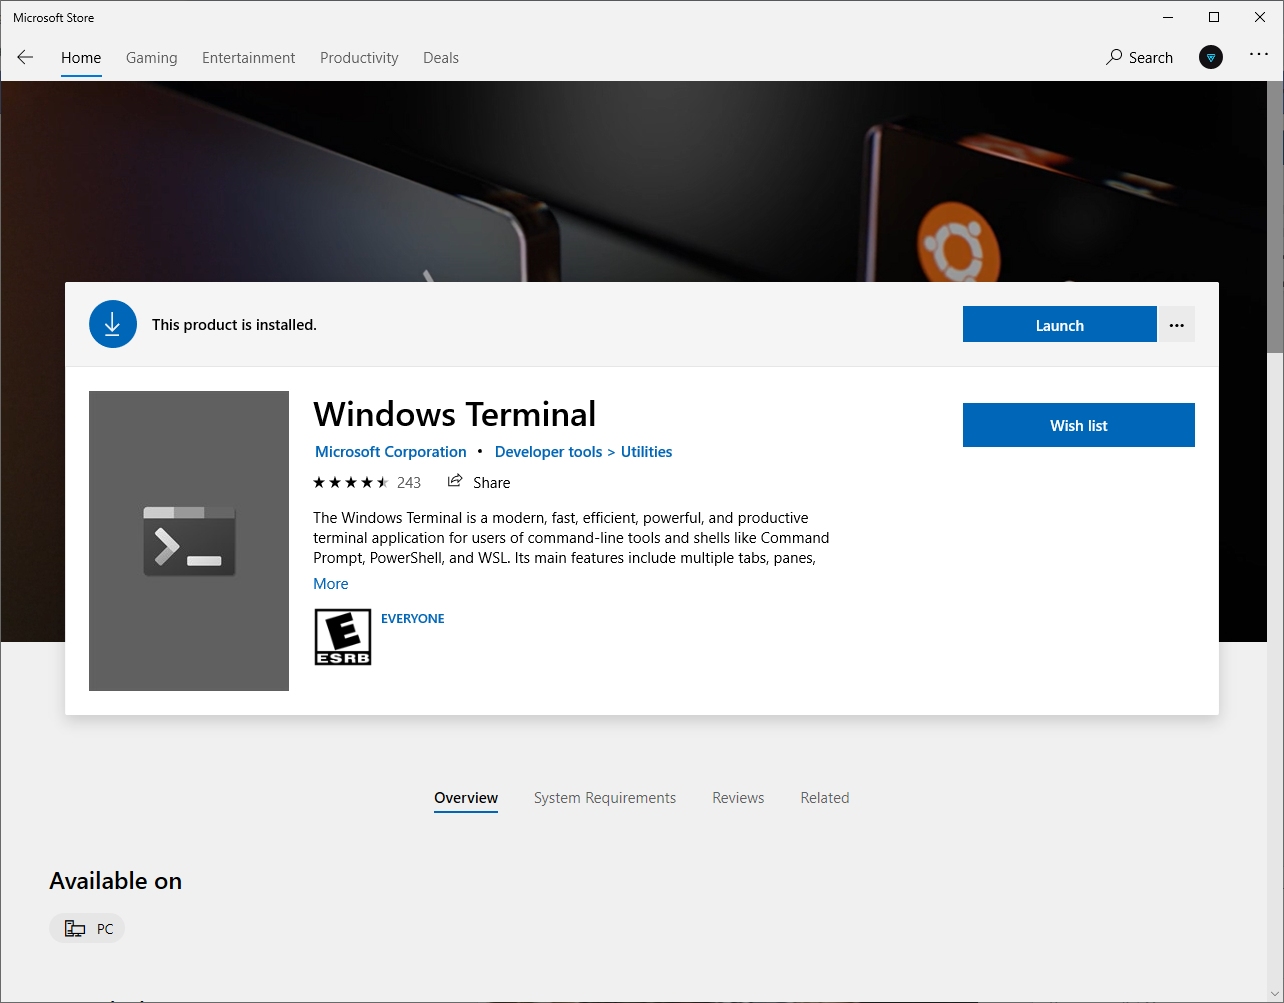 Microsoft Store
Home Gaming Entertainment Productivity Deals Search
This product is installed.
Launch
Windows Terminal
Wish list
Microsoft Corporation • Developer tools > Utilities
243 Share
The Windows Terminal is a modern, fast, efficient, powerful, and productive
terminal application for users of command-line tools and shells like Command
Prompt, PowerShell, and WSL. Its main features include multiple tabs, panes,
More
EVERYONE
E
ESRB
Overview System Requirements Reviews Related
Available on
PC